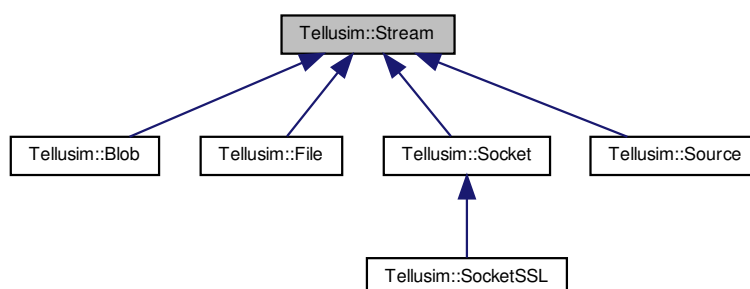 Tellusim::Stream
Tellusim::Blob
Tellusim::File
Tellusim::Socket
Tellusim::Source
Tellusim::SocketSSL